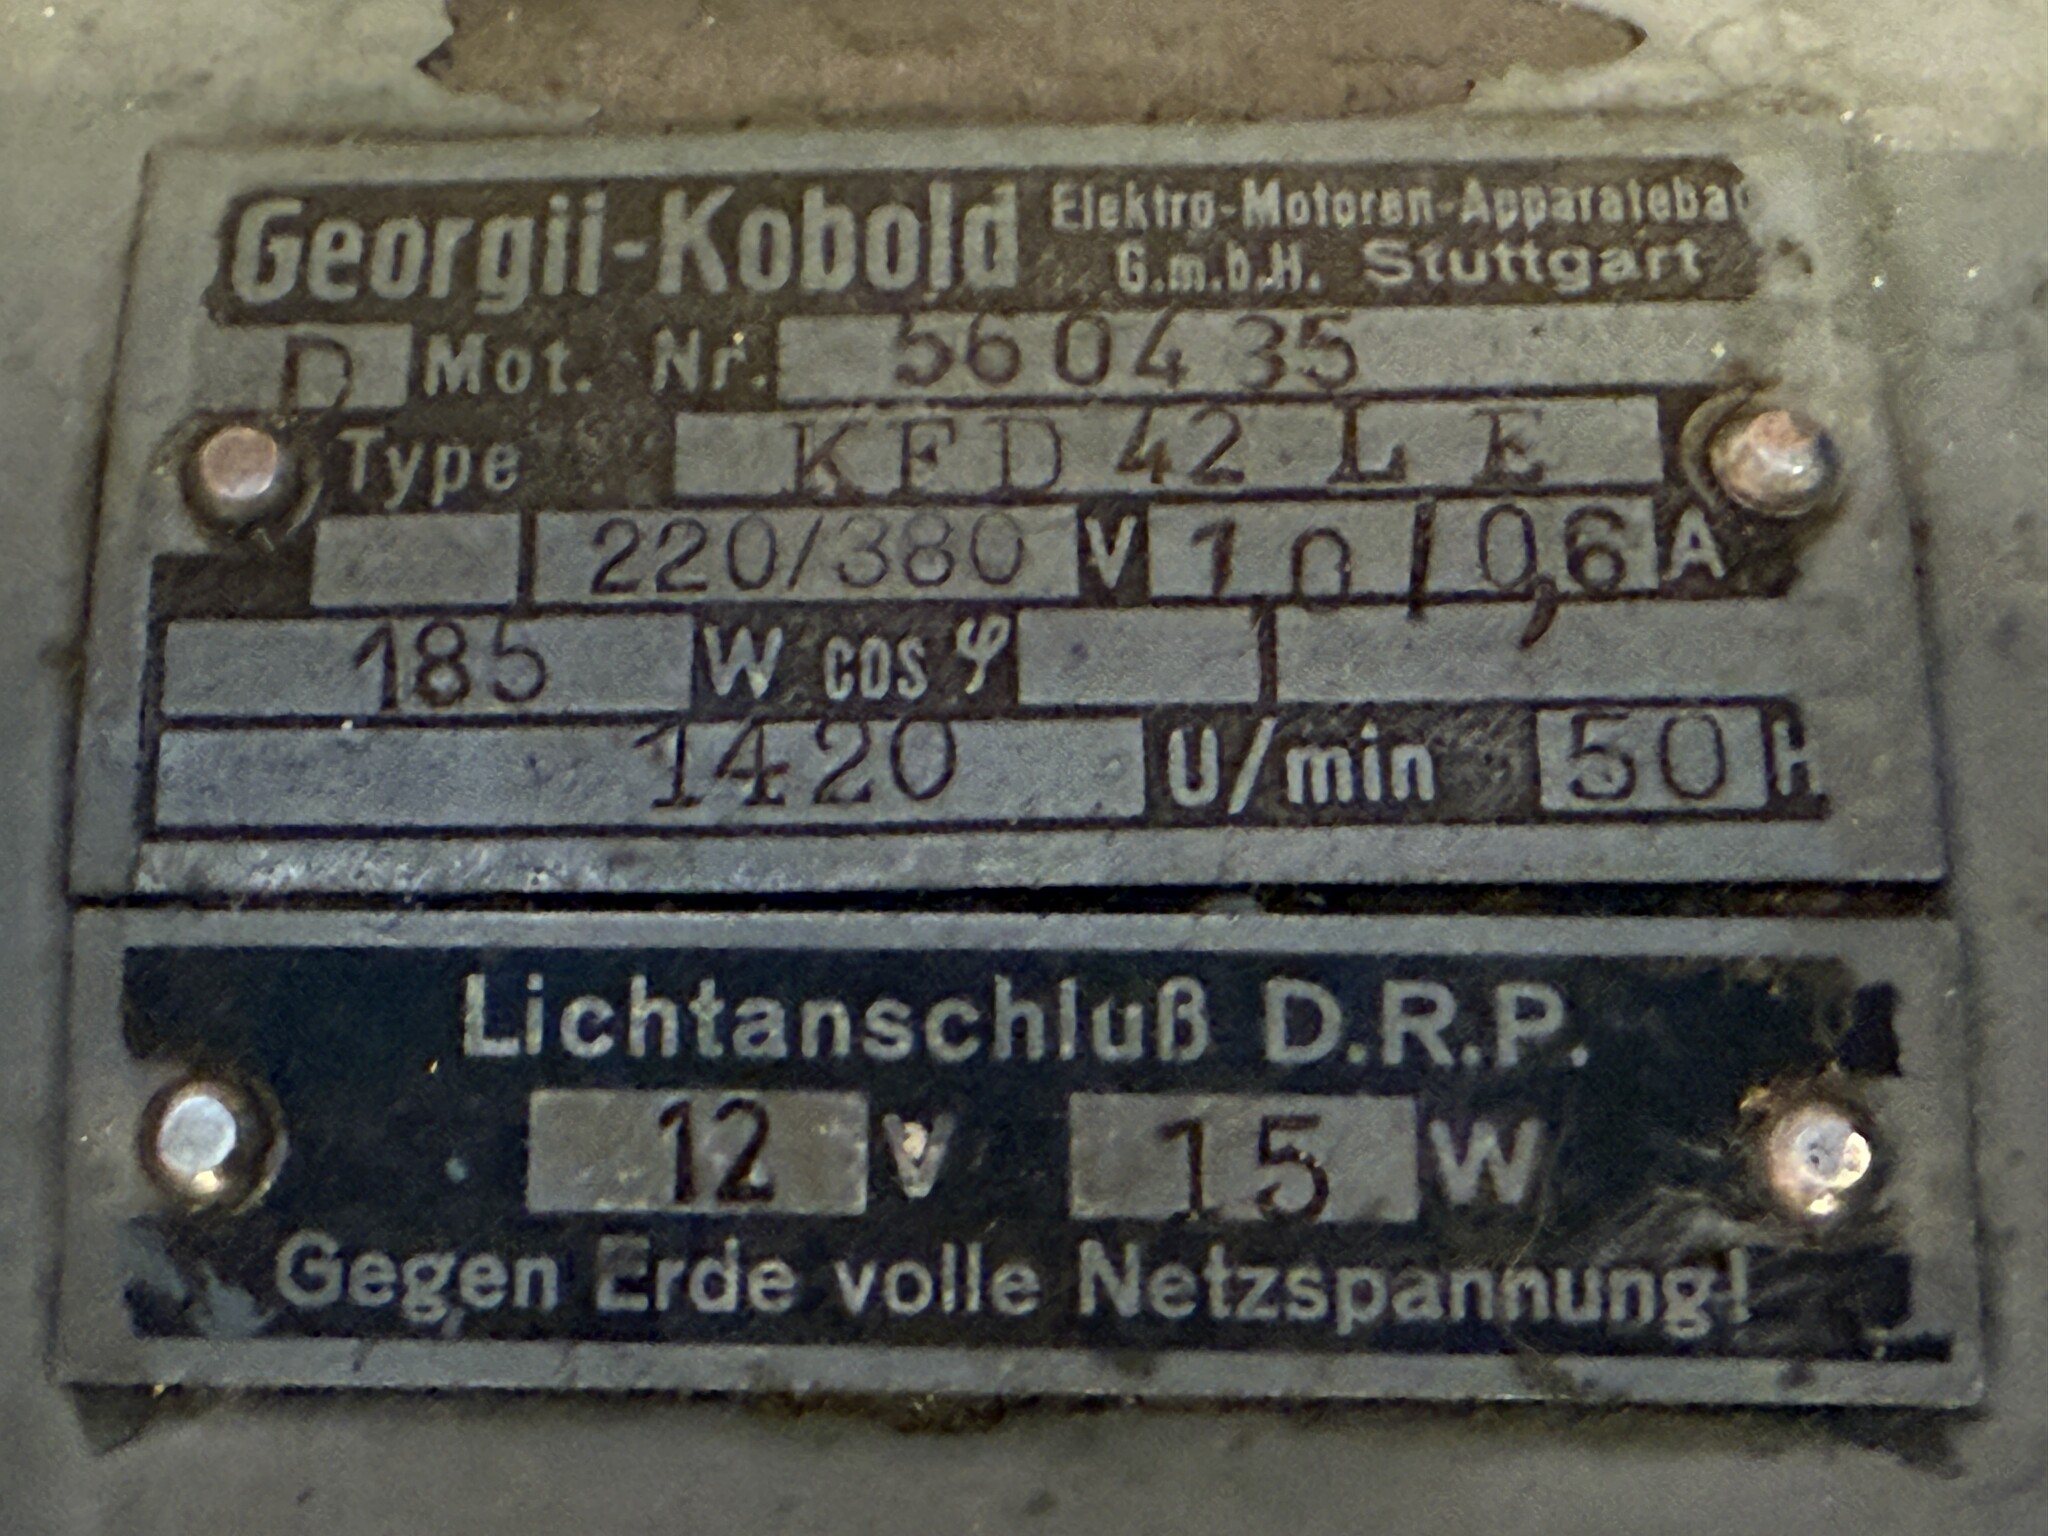 Georgii-Kobold Elektro-Motoren-Apparatebau
G.m.b.H. Stuttgart
D Mot. Nr. 560435
Type KFD 42 L E
220/380 V 1 0 / 0,6 A
185 W cos φ
1420 U/min 50 H
Lichtanschluß D.R.P.
12 V 15 W
Gegen Erde volle Netzspannung!